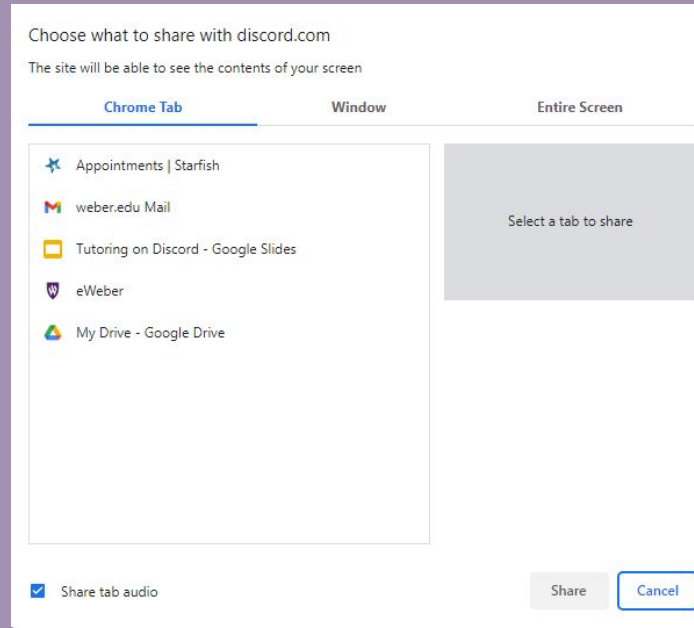 Choose what to share with discord.com
The site will be able to see the contents of your screen
Chrome Tab Window Entire Screen
Appointments | Starfish
weber.edu Mail
Tutoring on Discord - Google Slides
eWeber
My Drive - Google Drive
Select a tab to share
Share tab audio
Share Cancel